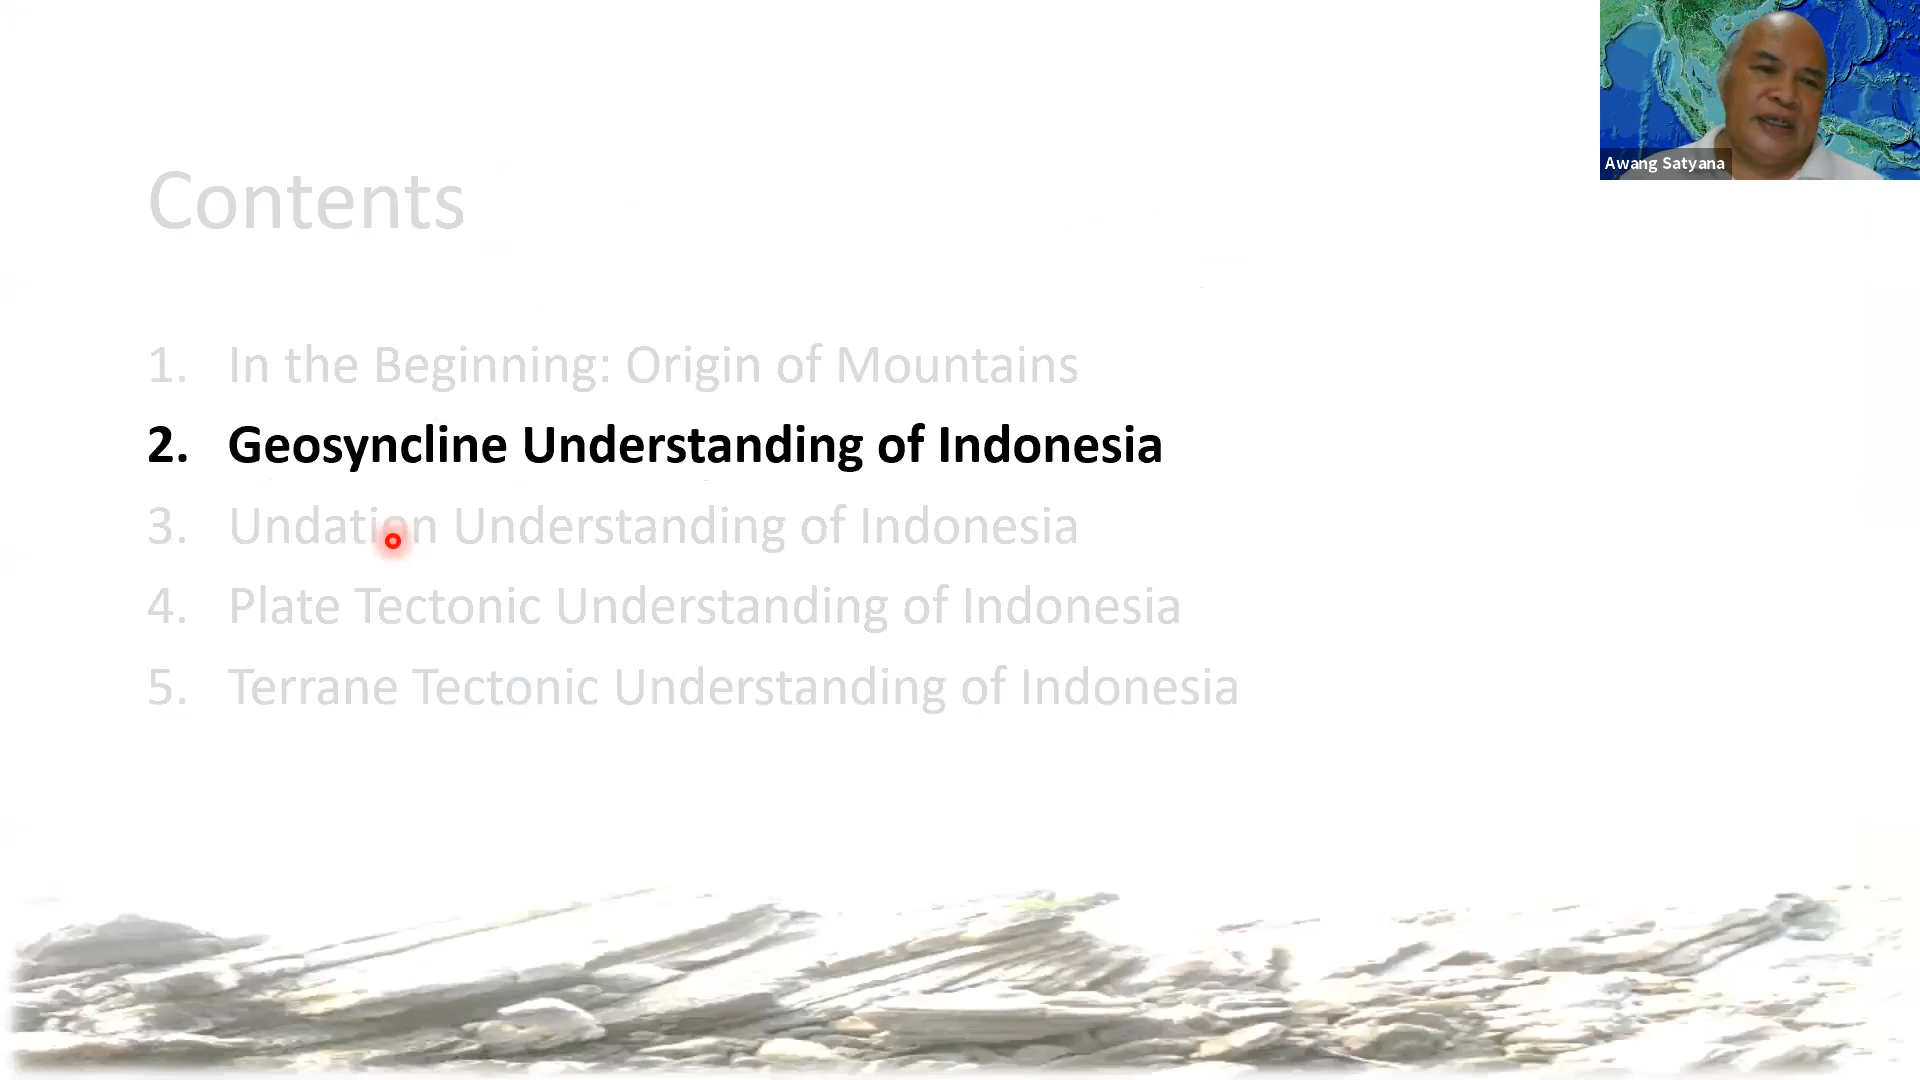 Awang Satyana
Contents
1. In the Beginning: Origin of Mountains
2. Geosyncline Understanding of Indonesia
3. Undation Understanding of Indonesia
4. Plate Tectonic Understanding of Indonesia
5. Terrane Tectonic Understanding of Indonesia